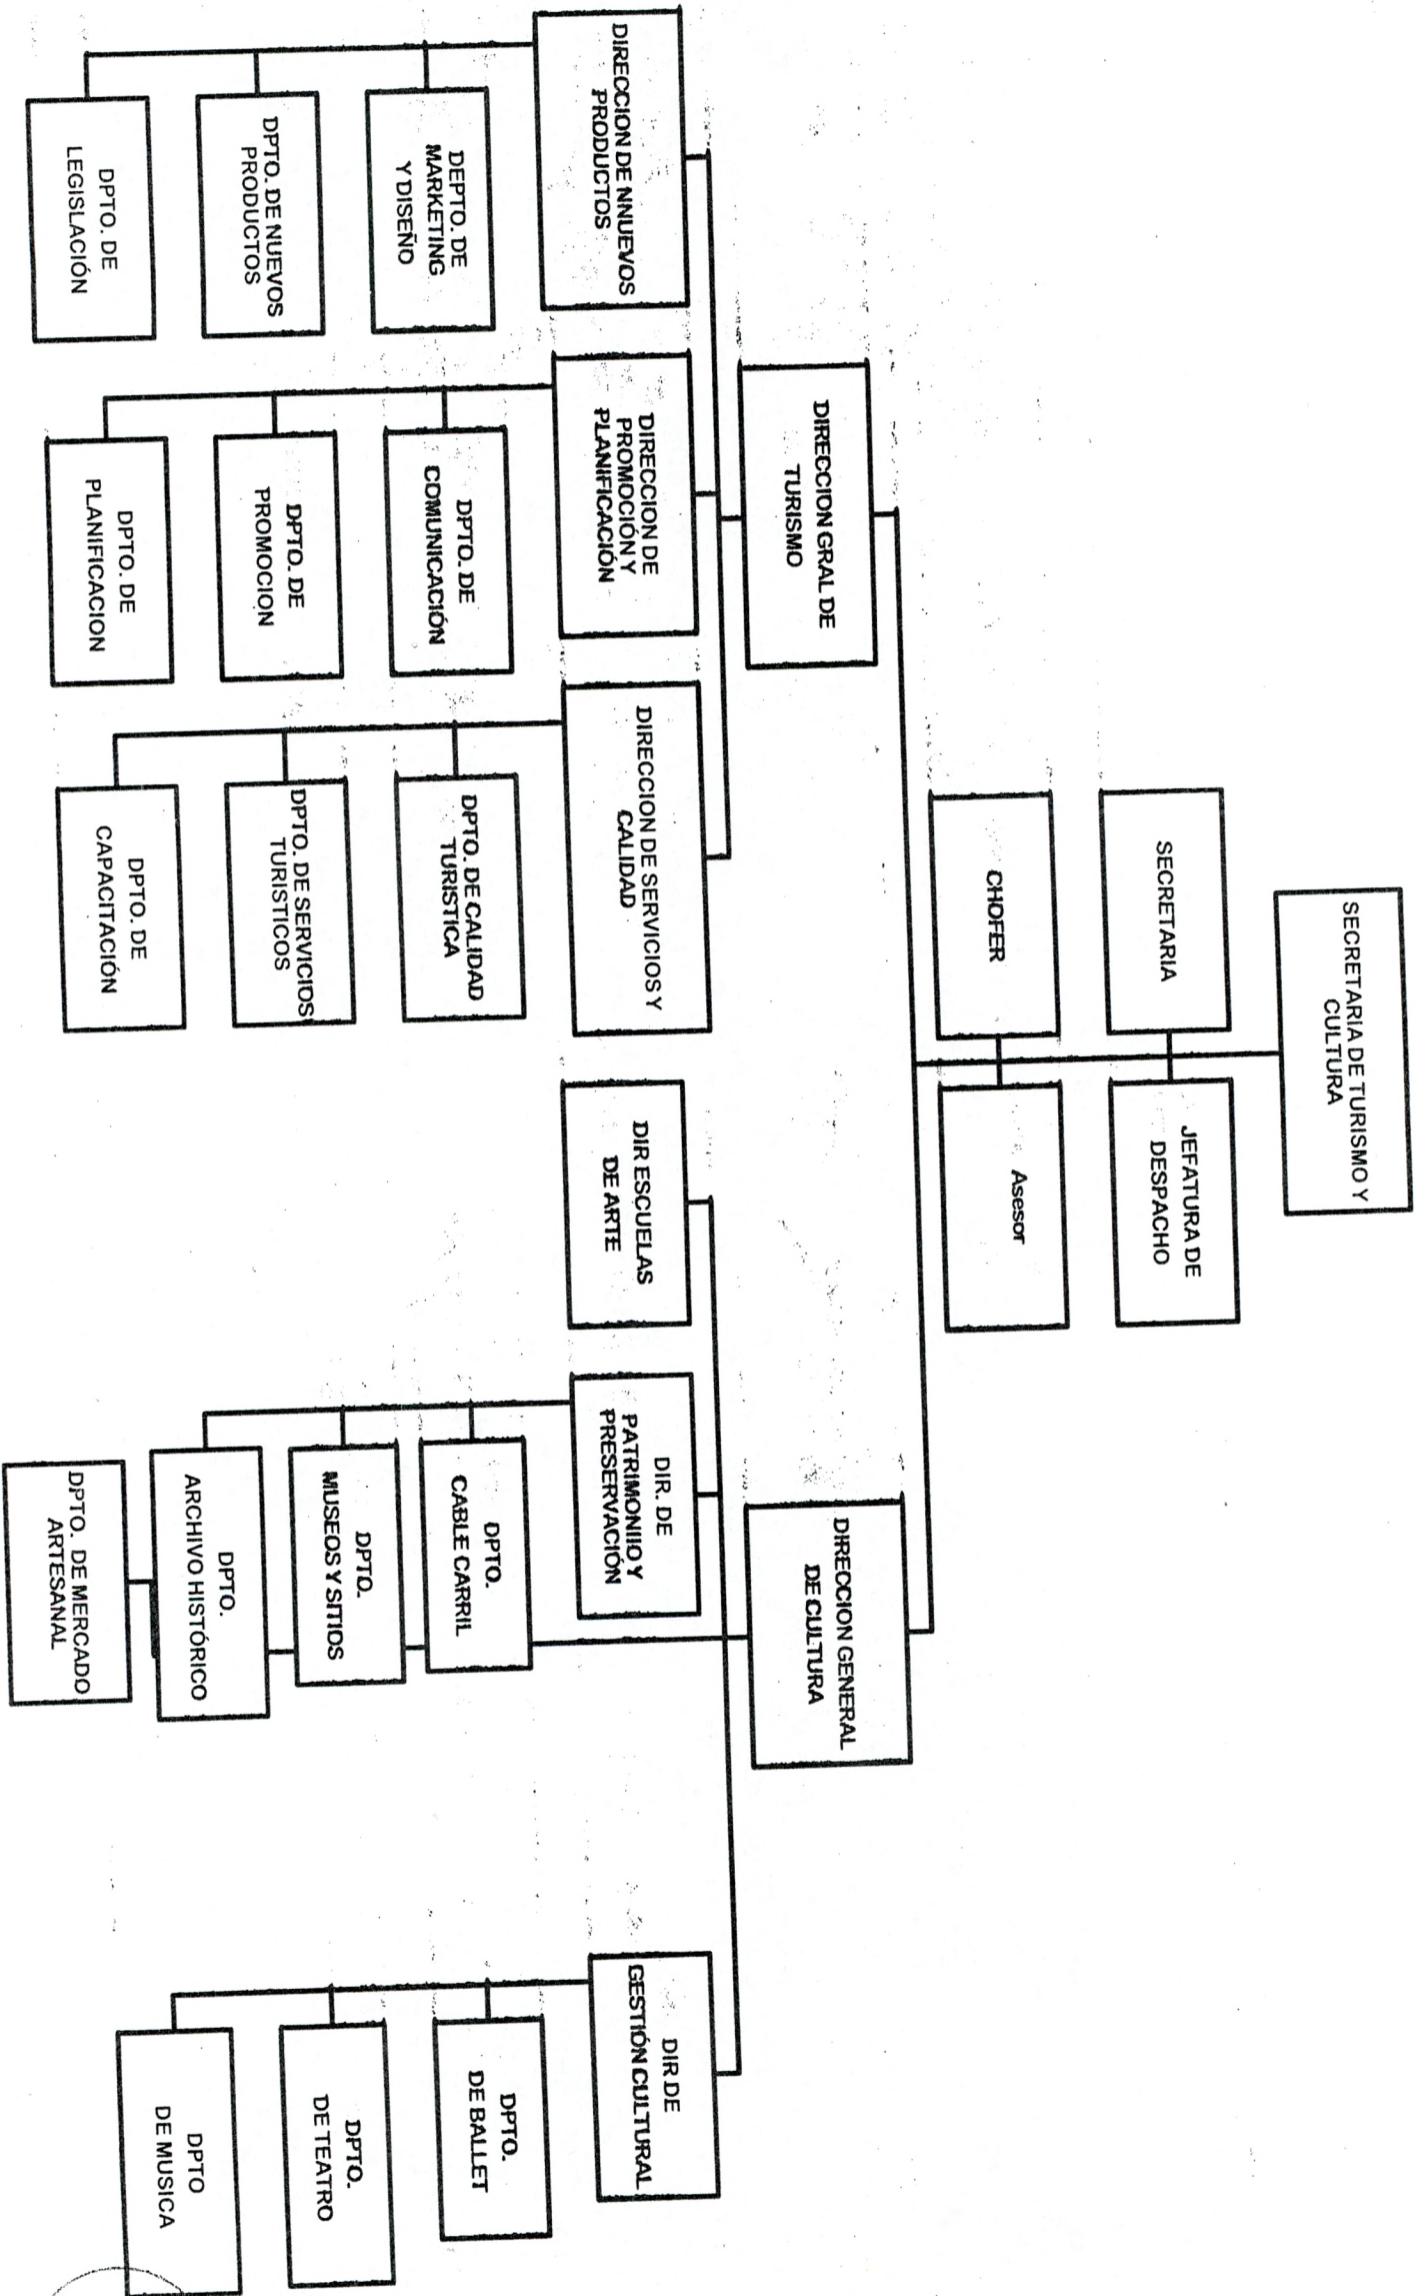 SECRETARIA DE TURISMO Y
CULTURA
SECRETARIA
JEFATURA DE
DESPACHO
CHOFER
Asesor
DIRECCION GRAL DE
TURISMO
DIRECCION GENERAL
DE CULTURA
DIRECCION DE NNUEVOS
PRODUCTOS
DIRECCION DE
PROMOCIÓN Y
PLANIFICACIÓN
DIRECCION DE SERVICIOS Y
CALIDAD
DIR ESCUELAS
DE ARTE
DIR. DE
PATRIMONIIO Y
PRESERVACIÓN
DIR DE
GESTIÓN CULTURAL
DEPTO. DE
MARKETING
Y DISEÑO
DPTO. DE
COMUNICACIÓN
DPTO. DE CALIDAD
TURISTICA
DPTO.
CABLE CARRIL
DPTO.
DE BALLET
DPTO. DE NUEVOS
PRODUCTOS
DPTO. DE
PROMOCION
DPTO. DE SERVICIOS
TURISTICOS
DPTO.
MUSEOS Y SITIOS
DPTO.
DE TEATRO
DPTO. DE
LEGISLACIÓN
DPTO. DE
PLANIFICACION
DPTO. DE
CAPACITACIÓN
DPTO.
ARCHIVO HISTÓRICO
DPTO
DE MUSICA
DPTO. DE MERCADO
ARTESANAL